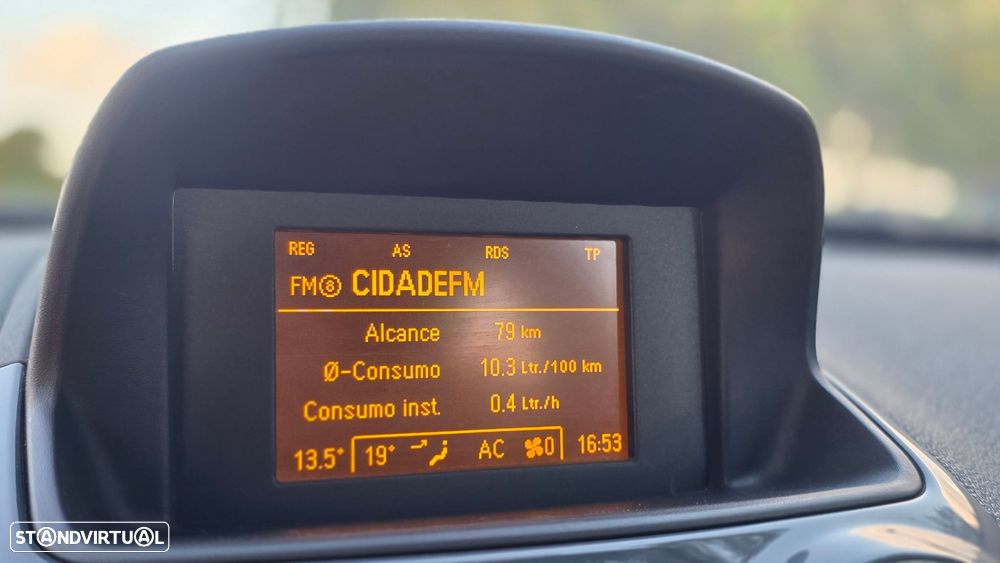 REG AS RDS TP
FM⑧ CIDADEFM
Alcance 79 km
Ø-Consumo 10.3 Ltr./100 km
Consumo inst. 0.4 Ltr./h
13.5° 19° AC 0 16:53
STANDVIRTUAL